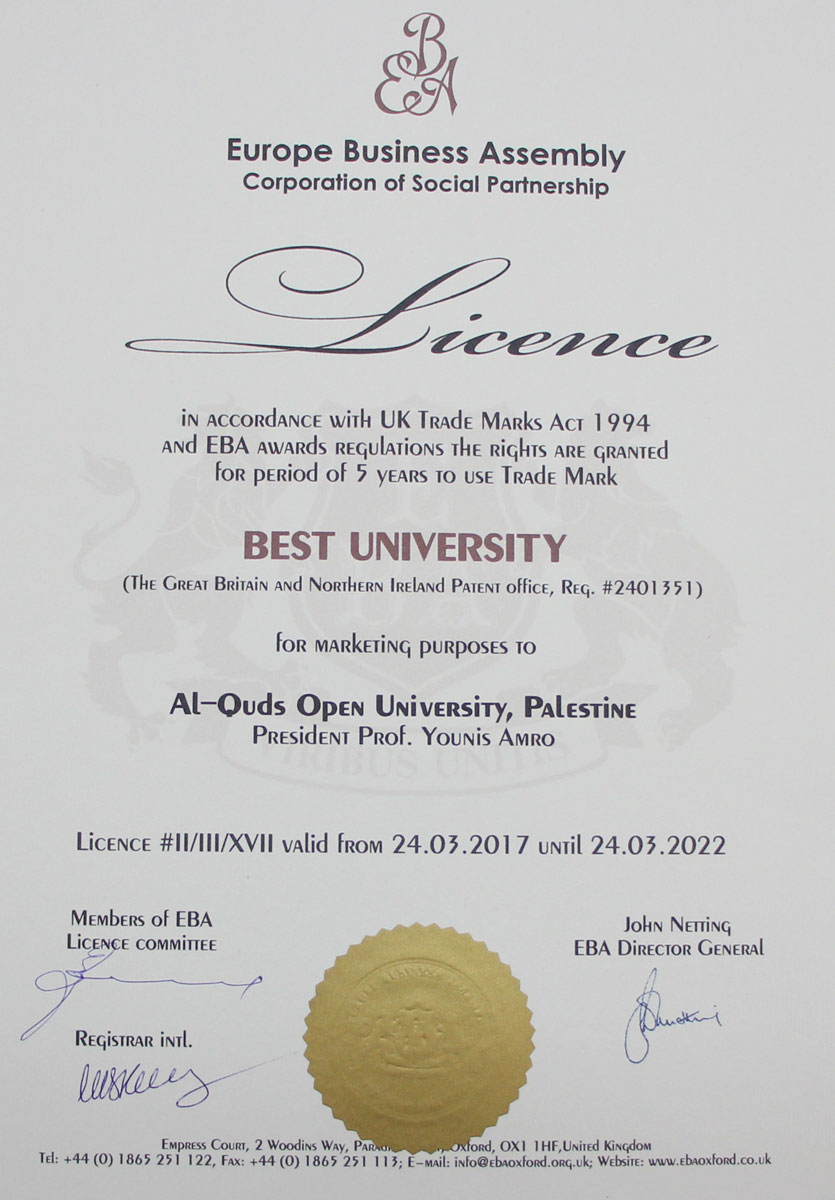 EBA
Europe Business Assembly
Corporation of Social Partnership
Licence
in accordance with UK Trade Marks Act 1994
and EBA awards regulations the rights are granted
for period of 5 years to use Trade Mark
BEST UNIVERSITY
(The Great Britain and Northern Ireland Patent office, Reg. #2401351)
for marketing purposes to
Al-Quds Open University, Palestine
President Prof. Younis Amro
VIRIBUS UNITIS
Licence #II/III/XVII valid from 24.03.2017 until 24.03.2022
Members of EBA
Licence committee
John Netting
EBA Director General
Registrar intl.
Empress Court, 2 Woodins Way, Oxford, OX1 1HF,United Kingdom
Tel: +44 (0) 1865 251 122, Fax: +44 (0) 1865 251 113; E-mail: info@ebaoxford.org.uk; Website: www.ebaoxford.co.uk